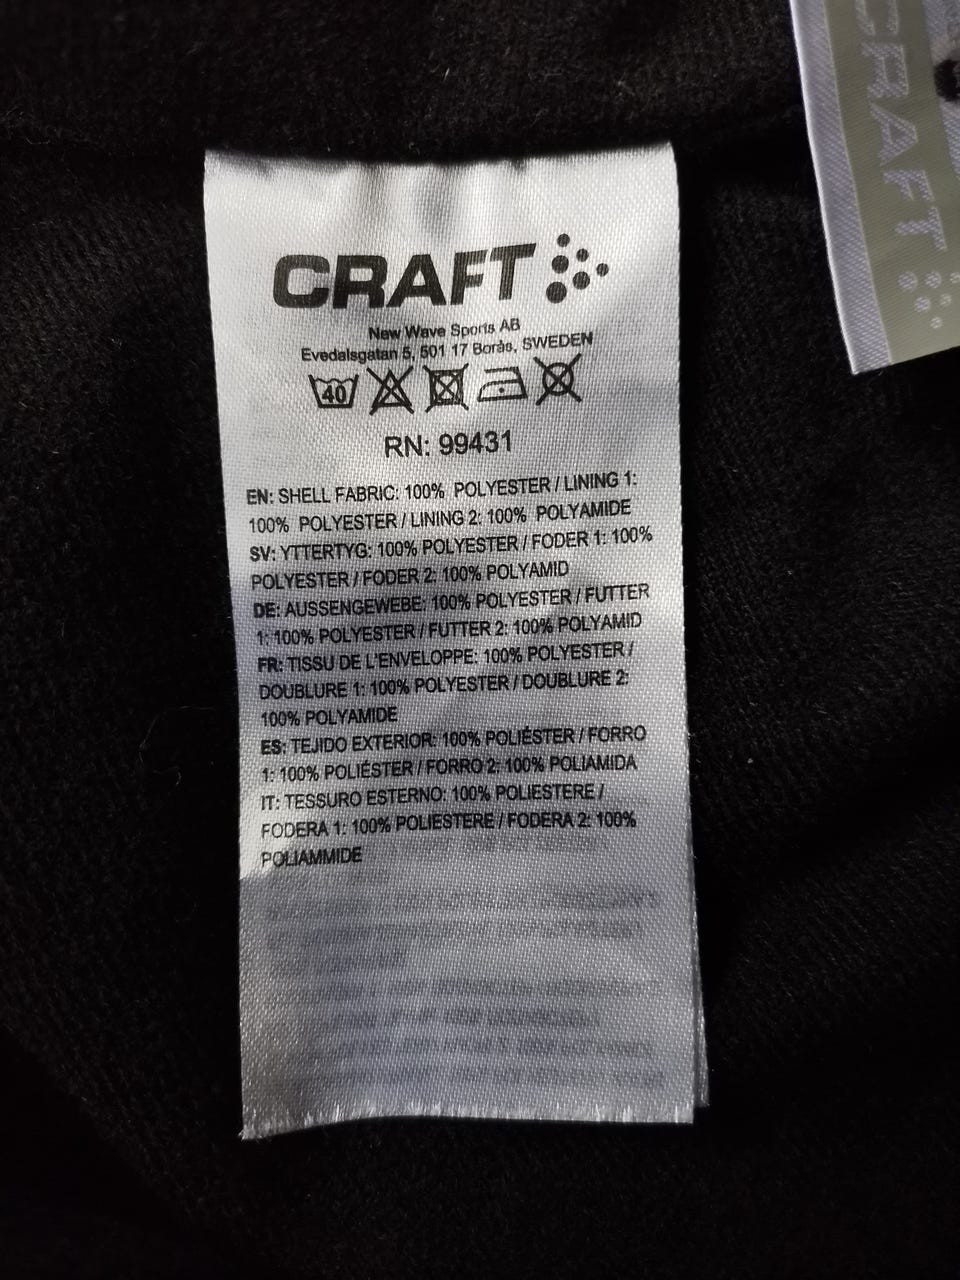 CRAFT
CRAFT
New Wave Sports AB
Evedalsgatan 5, 501 17 Borås, SWEDEN
40
RN: 99431
EN: SHELL FABRIC: 100% POLYESTER / LINING 1:
100% POLYESTER / LINING 2: 100% POLYAMIDE
SV: YTTERTYG: 100% POLYESTER / FODER 1: 100%
POLYESTER / FODER 2: 100% POLYAMID
DE: AUSSENGEWEBE: 100% POLYESTER / FUTTER
1: 100% POLYESTER / FUTTER 2: 100% POLYAMID
FR: TISSU DE L'ENVELOPPE: 100% POLYESTER /
DOUBLURE 1: 100% POLYESTER / DOUBLURE 2:
100% POLYAMIDE
ES: TEJIDO EXTERIOR: 100% POLIÉSTER / FORRO
1: 100% POLIÉSTER / FORRO 2: 100% POLIAMIDA
IT: TESSURO ESTERNO: 100% POLIESTERE /
FODERA 1: 100% POLIESTERE / FODERA 2: 100%
POLIAMMIDE